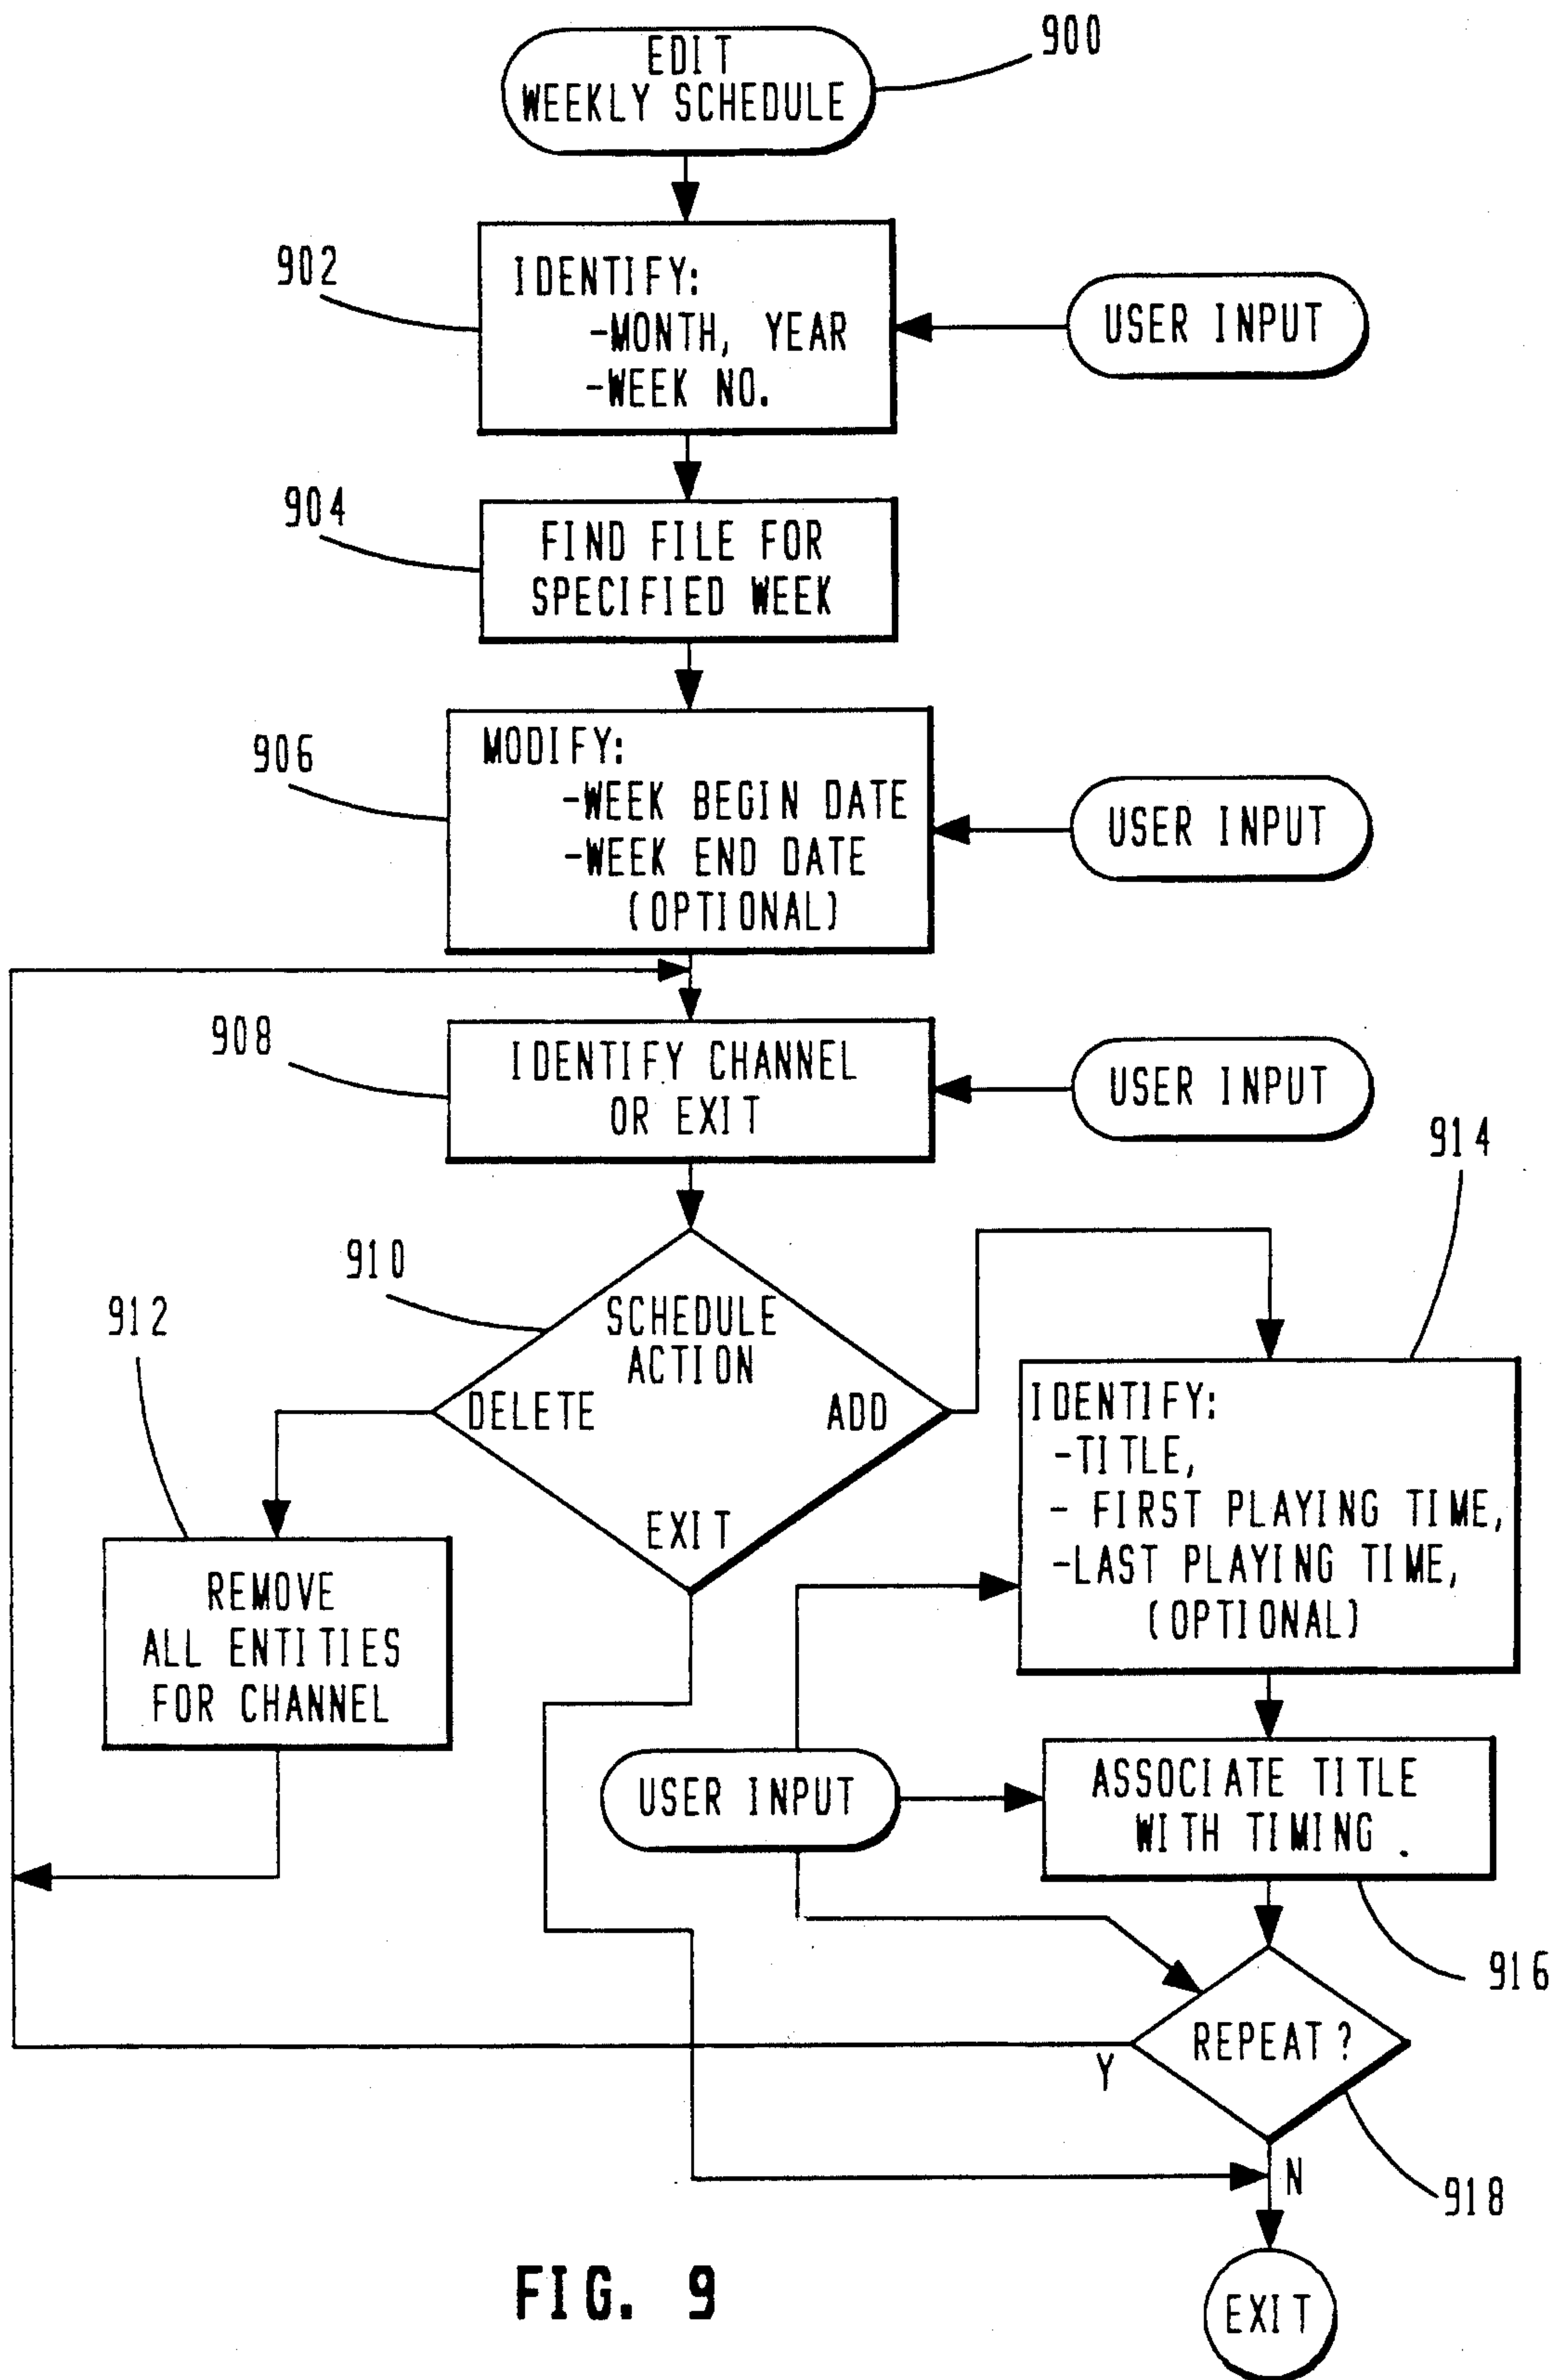 EDIT
WEEKLY SCHEDULE
900
902
IDENTIFY:
-MONTH, YEAR
-WEEK NO.
USER INPUT
904
FIND FILE FOR
SPECIFIED WEEK
906
MODIFY:
-WEEK BEGIN DATE
-WEEK END DATE
(OPTIONAL)
USER INPUT
908
IDENTIFY CHANNEL
OR EXIT
USER INPUT
910
SCHEDULE
ACTION
DELETE
ADD
EXIT
912
REMOVE
ALL ENTITIES
FOR CHANNEL
914
IDENTIFY:
-TITLE,
- FIRST PLAYING TIME,
-LAST PLAYING TIME,
(OPTIONAL)
USER INPUT
ASSOCIATE TITLE
WITH TIMING
916
REPEAT?
Y
N
918
EXIT
FIG. 9